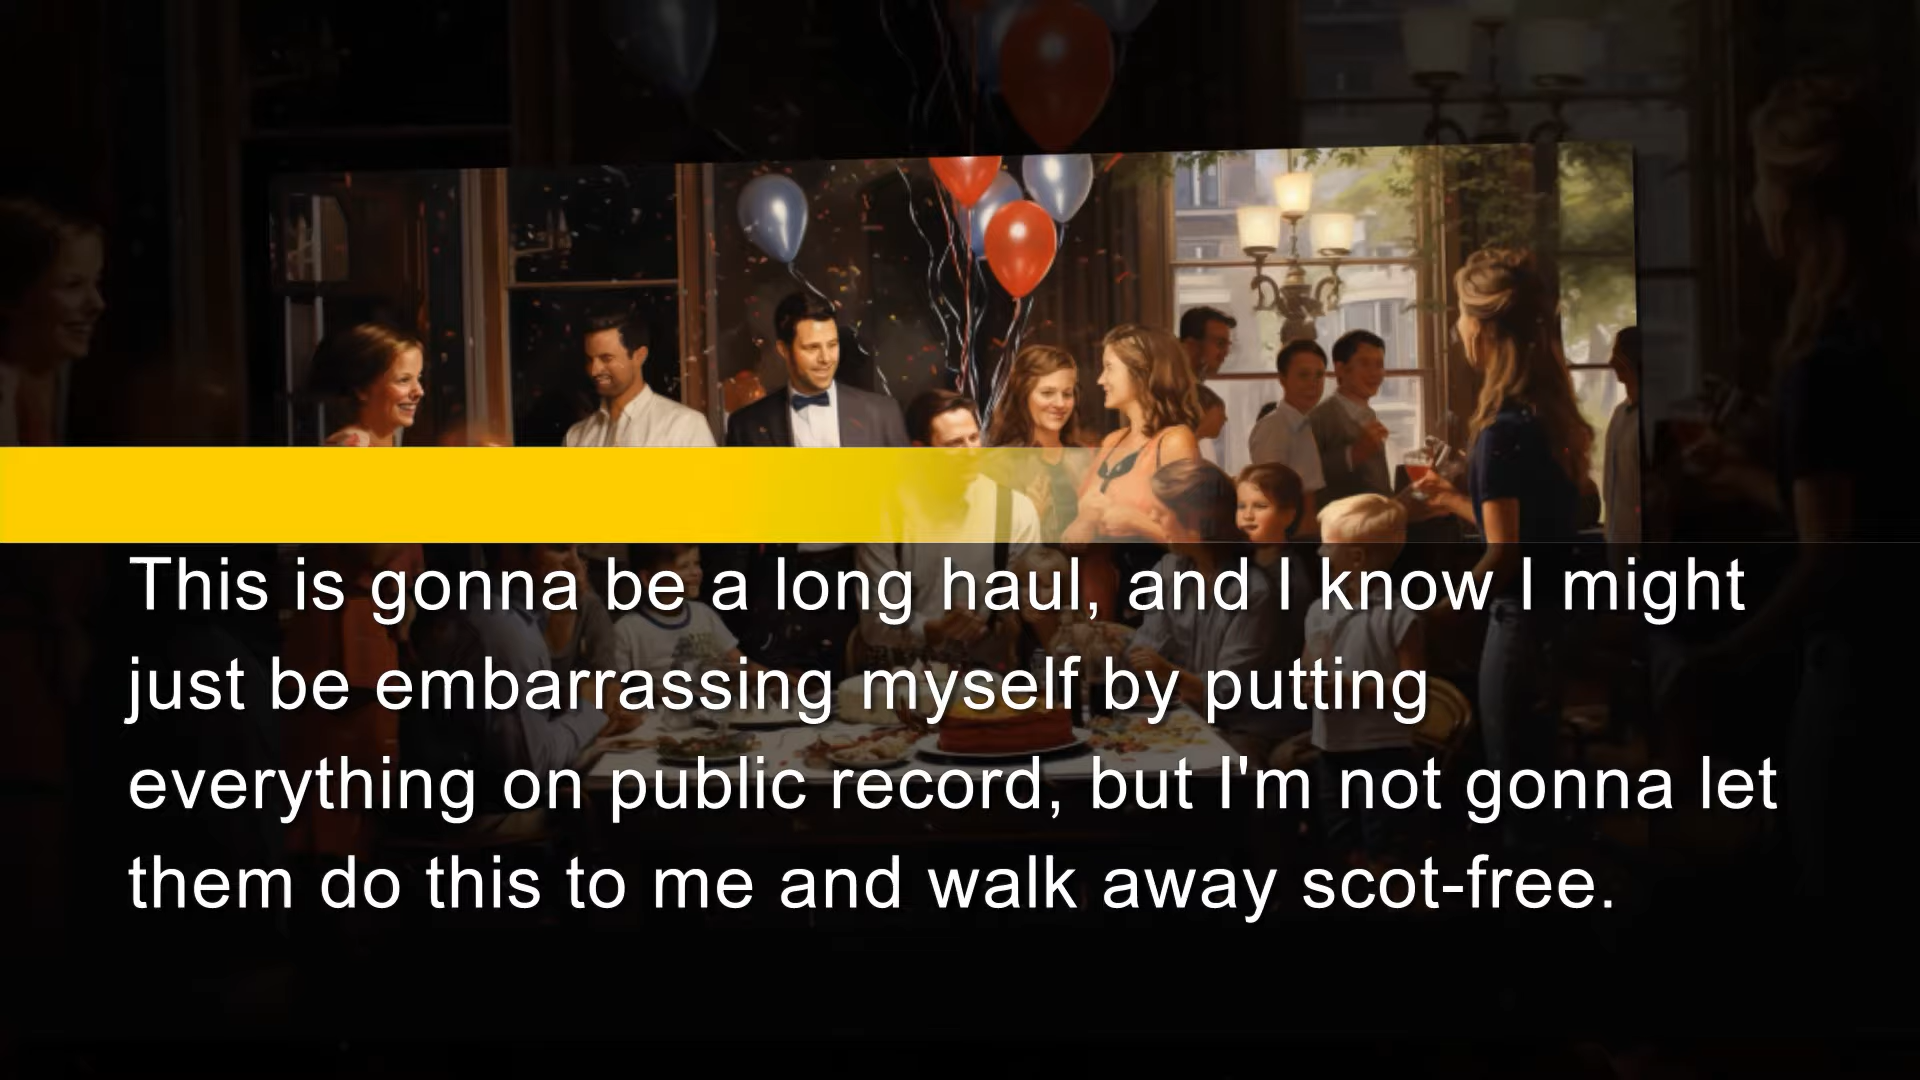 This is gonna be a long haul, and I know I might
just be embarrassing myself by putting
everything on public record, but I'm not gonna let
them do this to me and walk away scot-free.